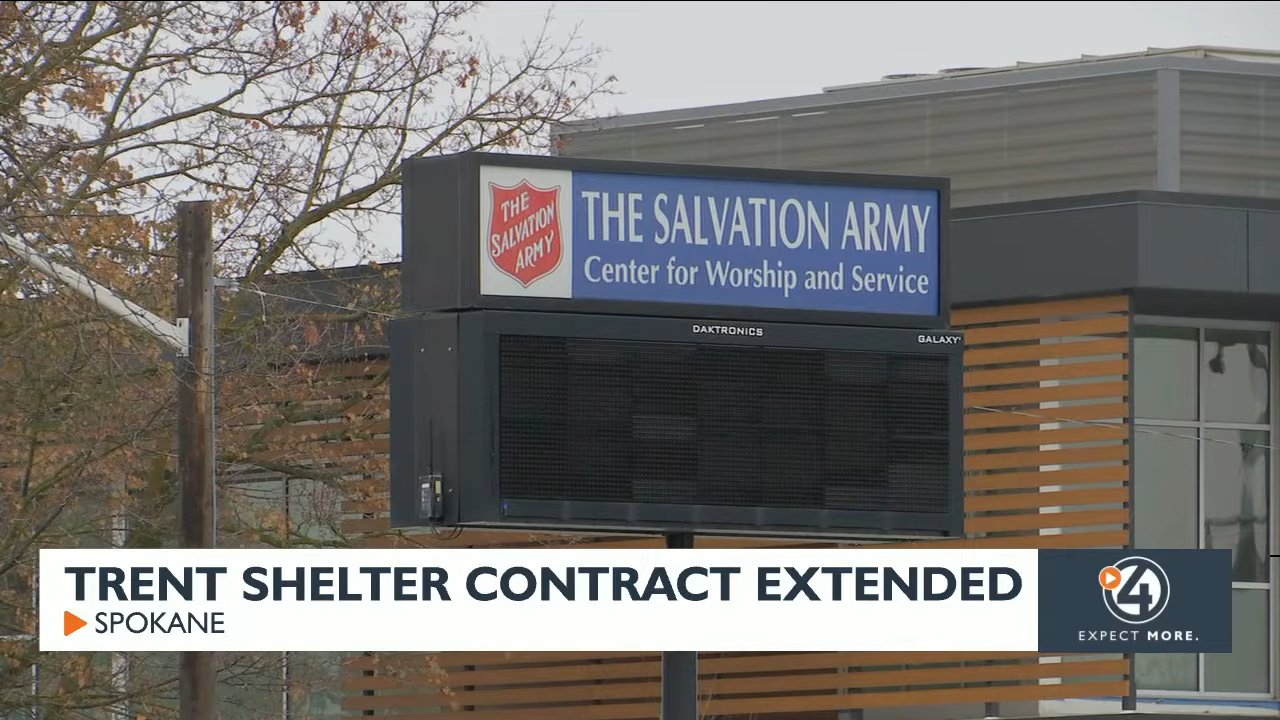 THE
SALVATION
ARMY
THE SALVATION ARMY
Center for Worship and Service
DAKTRONICS
GALAXY
TRENT SHELTER CONTRACT EXTENDED
SPOKANE
4
EXPECT MORE.